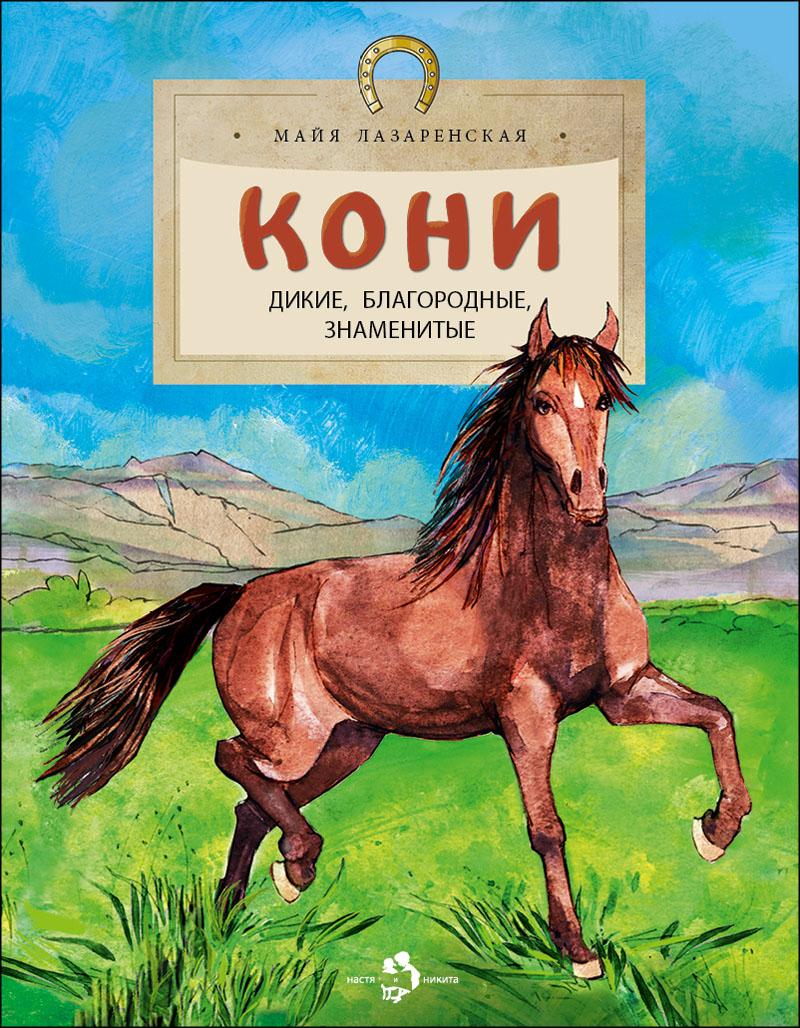 МАЙЯ ЛАЗАРЕНСКАЯ
КОНИ
ДИКИЕ, БЛАГОРОДНЫЕ,
ЗНАМЕНИТЫЕ
настя и никита